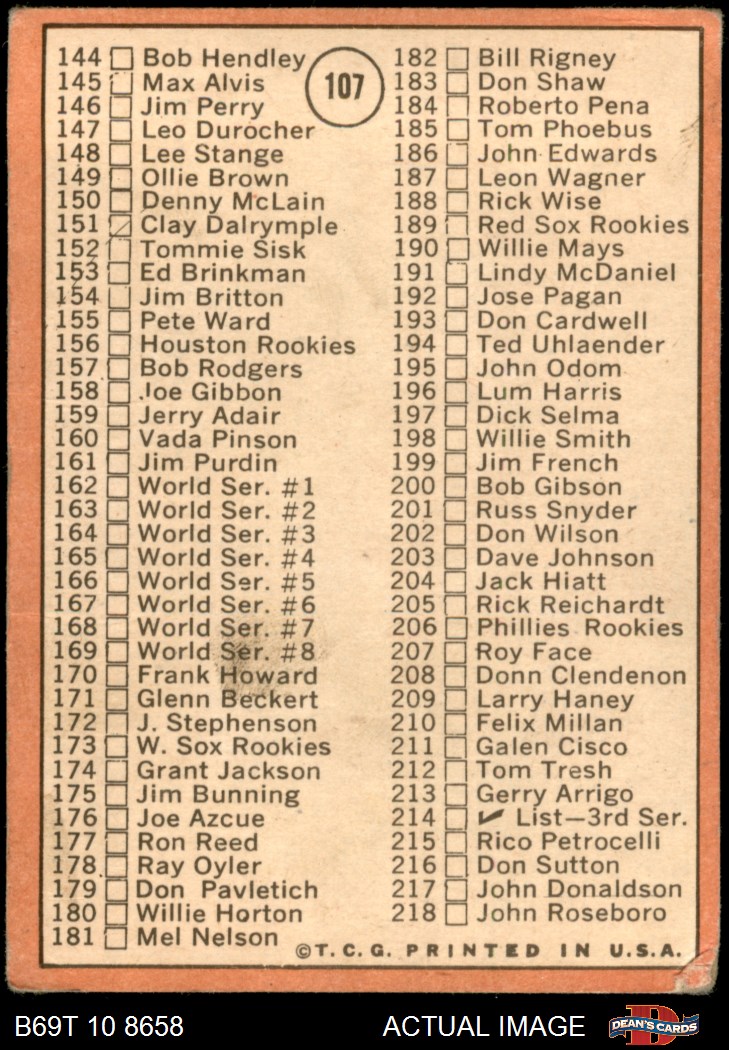 107
144 Bob Hendley
145 Max Alvis
146 Jim Perry
147 Leo Durocher
148 Lee Stange
149 Ollie Brown
150 Denny McLain
151 Clay Dalrymple
152 Tommie Sisk
153 Ed Brinkman
154 Jim Britton
155 Pete Ward
156 Houston Rookies
157 Bob Rodgers
158 Joe Gibbon
159 Jerry Adair
160 Vada Pinson
161 Jim Purdin
162 World Ser. #1
163 World Ser. #2
164 World Ser. #3
165 World Ser. #4
166 World Ser. #5
167 World Ser. #6
168 World Ser. #7
169 World Ser. #8
170 Frank Howard
171 Glenn Beckert
172 J. Stephenson
173 W. Sox Rookies
174 Grant Jackson
175 Jim Bunning
176 Joe Azcue
177 Ron Reed
178 Ray Oyler
179 Don Pavletich
180 Willie Horton
181 Mel Nelson
182 Bill Rigney
183 Don Shaw
184 Roberto Pena
185 Tom Phoebus
186 John Edwards
187 Leon Wagner
188 Rick Wise
189 Red Sox Rookies
190 Willie Mays
191 Lindy McDaniel
192 Jose Pagan
193 Don Cardwell
194 Ted Uhlaender
195 John Odom
196 Lum Harris
197 Dick Selma
198 Willie Smith
199 Jim French
200 Bob Gibson
201 Russ Snyder
202 Don Wilson
203 Dave Johnson
204 Jack Hiatt
205 Rick Reichardt
206 Phillies Rookies
207 Roy Face
208 Donn Clendenon
209 Larry Haney
210 Felix Millan
211 Galen Cisco
212 Tom Tresh
213 Gerry Arrigo
214 ✔ List—3rd Ser.
215 Rico Petrocelli
216 Don Sutton
217 John Donaldson
218 John Roseboro
©T.C.G. PRINTED IN U.S.A.
B69T 10 8658
ACTUAL IMAGE
DEAN'S CARDS